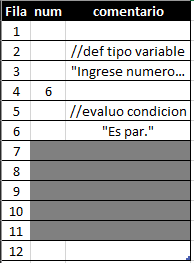 Fila num comentario
1
2 //def tipo variable
3 "Ingrese numero...
4 6
5 //evaluo condicion
6 "Es par."
7
8
9
10
11
12